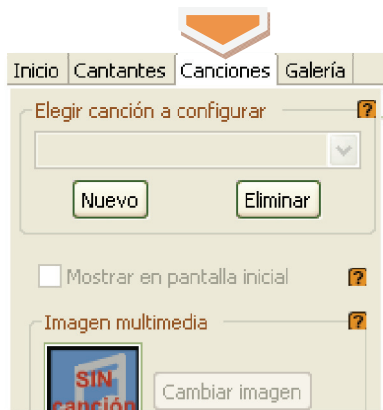 Inicio Cantantes Canciones Galería
Elegir canción a configurar ?
Nuevo Eliminar
Mostrar en pantalla inicial ?
Imagen multimedia ?
SIN
canción
Cambiar imagen